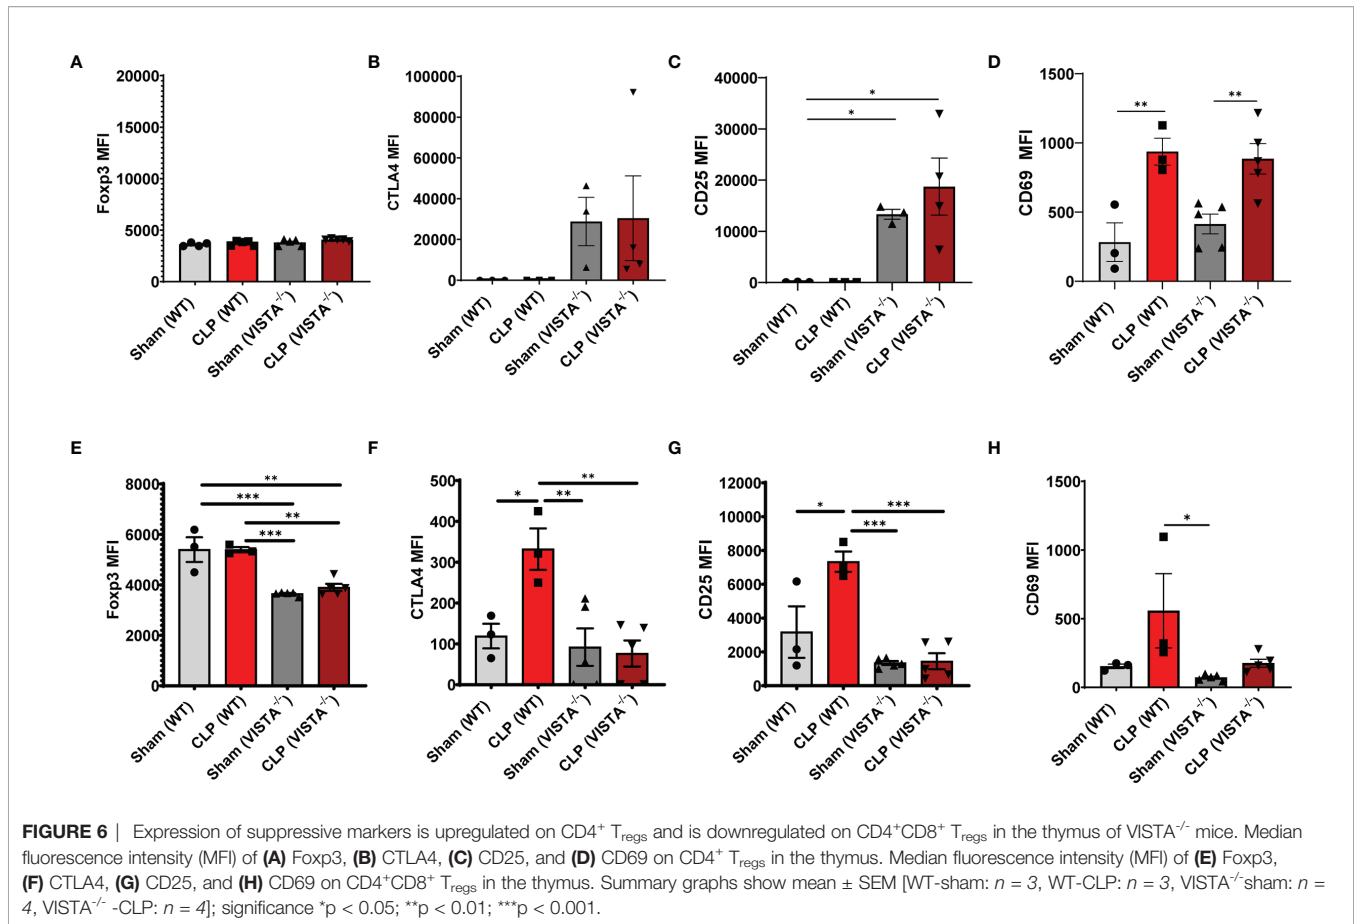 A
B
C
D
20000
15000
10000
5000
0
Foxp3 MFI
Sham (WT)
CLP (WT)
Sham (VISTA-/-)
CLP (VISTA-/-)
100000
80000
60000
40000
20000
0
CTLA4 MFI
Sham (WT)
CLP (WT)
Sham (VISTA-/-)
CLP (VISTA-/-)
40000
30000
20000
10000
0
CD25 MFI
*
*
Sham (WT)
CLP (WT)
Sham (VISTA-/-)
CLP (VISTA-/-)
1500
1000
500
0
CD69 MFI
**
**
Sham (WT)
CLP (WT)
Sham (VISTA-/-)
CLP (VISTA-/-)
E
F
G
H
8000
6000
4000
2000
0
Foxp3 MFI
**
***
**
***
Sham (WT)
CLP (WT)
Sham (VISTA-/-)
CLP (VISTA-/-)
500
400
300
200
100
0
CTLA4 MFI
**
*
**
Sham (WT)
CLP (WT)
Sham (VISTA-/-)
CLP (VISTA-/-)
12000
10000
8000
6000
4000
2000
0
CD25 MFI
*
***
***
Sham (WT)
CLP (WT)
Sham (VISTA-/-)
CLP (VISTA-/-)
1500
1000
500
0
CD69 MFI
*
Sham (WT)
CLP (WT)
Sham (VISTA-/-)
CLP (VISTA-/-)
FIGURE 6 | Expression of suppressive markers is upregulated on CD4+ Tregs and is downregulated on CD4+CD8+ Tregs in the thymus of VISTA-/- mice. Median
fluorescence intensity (MFI) of (A) Foxp3, (B) CTLA4, (C) CD25, and (D) CD69 on CD4+ Tregs in the thymus. Median fluorescence intensity (MFI) of (E) Foxp3,
(F) CTLA4, (G) CD25, and (H) CD69 on CD4+CD8+ Tregs in the thymus. Summary graphs show mean ± SEM [WT-sham: n = 3, WT-CLP: n = 3, VISTA-/-sham: n =
4, VISTA-/- -CLP: n = 4]; significance *p < 0.05; **p < 0.01; ***p < 0.001.